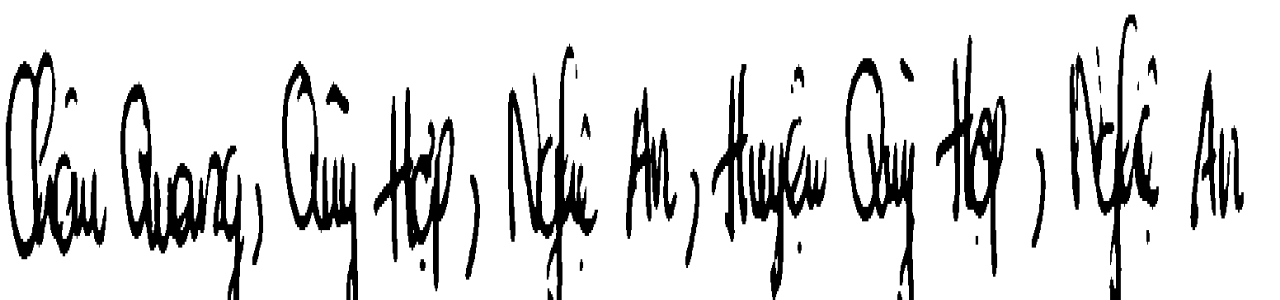 Châu Quang, Quỳ Hợp, Nghệ An, Huyện Quỳ Hợp, Nghệ An